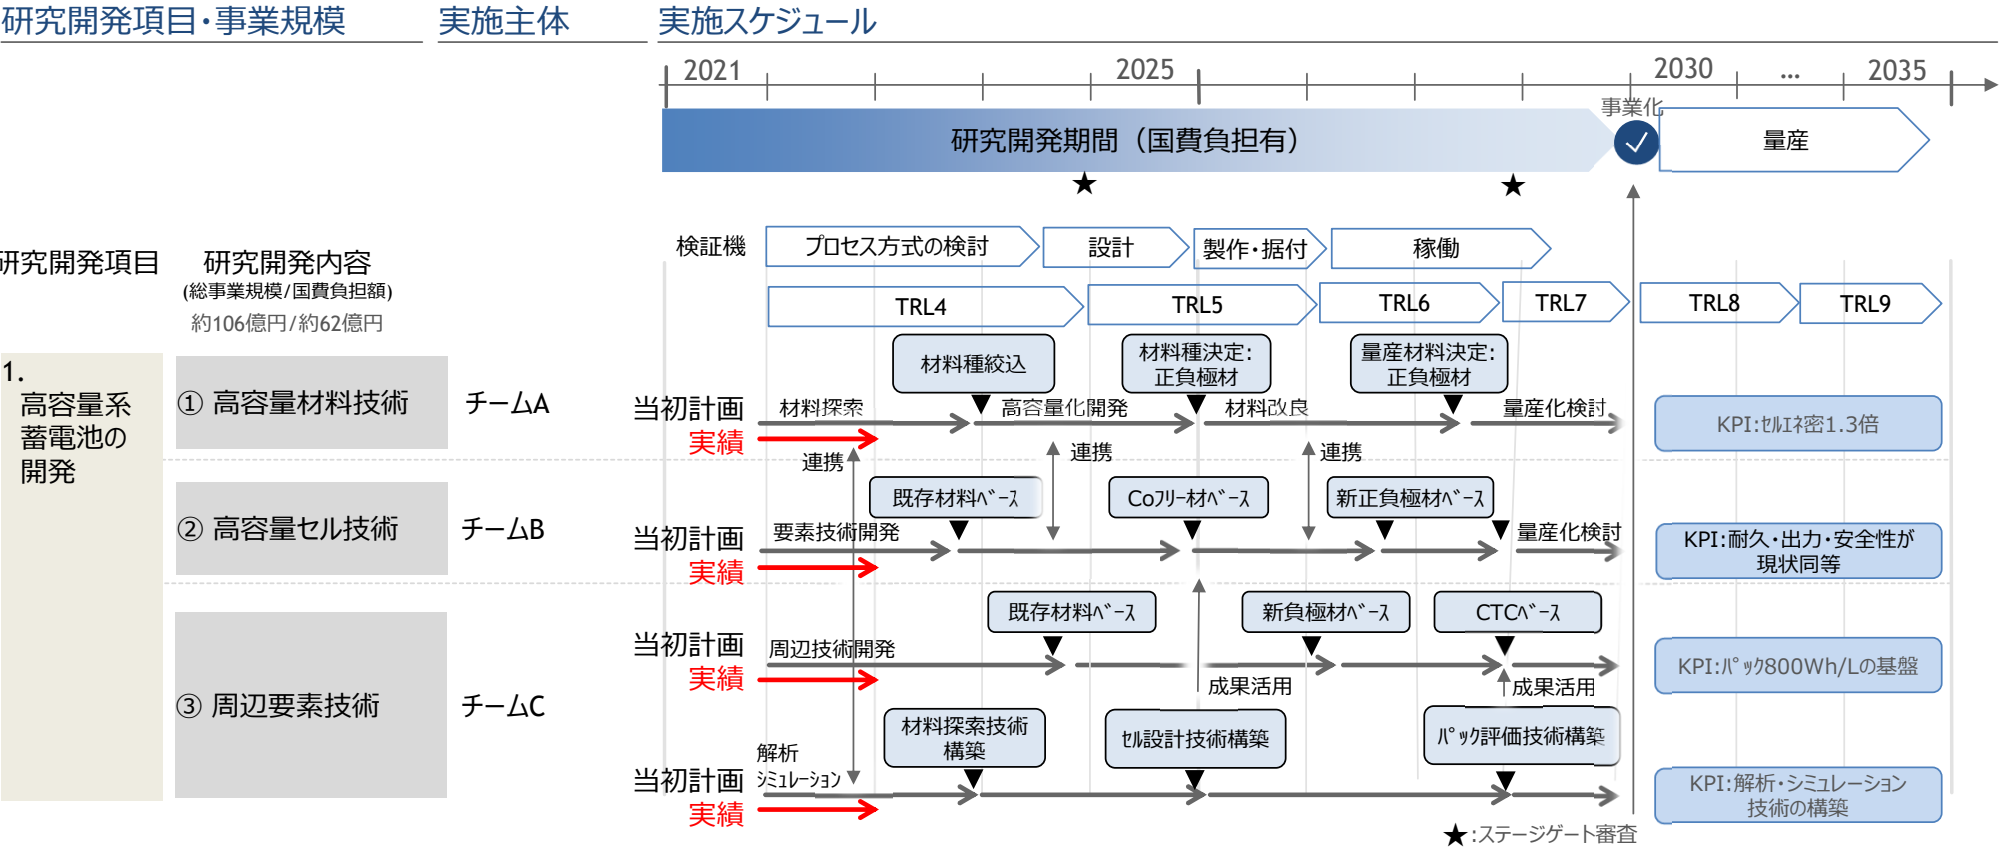 研究開発項目・事業規模
実施主体
実施スケジュール
2021
2025
2030
...
2035
事業化
研究開発期間（国費負担有）
量産
★
★
検証機
プロセス方式の検討
設計
製作・据付
稼働
研究開発項目
研究開発内容
(総事業規模/国費負担額)
約106億円/約62億円
TRL4
TRL5
TRL6
TRL7
TRL8
TRL9
1.
高容量系
蓄電池の
開発
① 高容量材料技術
チームA
材料種絞込
材料種決定:
正負極材
量産材料決定:
正負極材
当初計画
材料探索
高容量化開発
材料改良
量産化検討
実績
KPI:ｾﾙｴﾈ密1.3倍
連携
連携
連携
② 高容量セル技術
チームB
既存材料ﾍﾞｰｽ
Coﾌﾘｰ材ﾍﾞｰｽ
新正負極材ﾍﾞｰｽ
当初計画
要素技術開発
量産化検討
実績
KPI:耐久・出力・安全性が
現状同等
③ 周辺要素技術
チームC
既存材料ﾍﾞｰｽ
新負極材ﾍﾞｰｽ
CTCﾍﾞｰｽ
当初計画
周辺技術開発
実績
KPI:ﾊﾟｯｸ800Wh/Lの基盤
成果活用
成果活用
材料探索技術
構築
ｾﾙ設計技術構築
ﾊﾟｯｸ評価技術構築
解析
ｼﾐｭﾚｰｼｮﾝ
当初計画
実績
KPI:解析・シミュレーション
技術の構築
★:ステージゲート審査